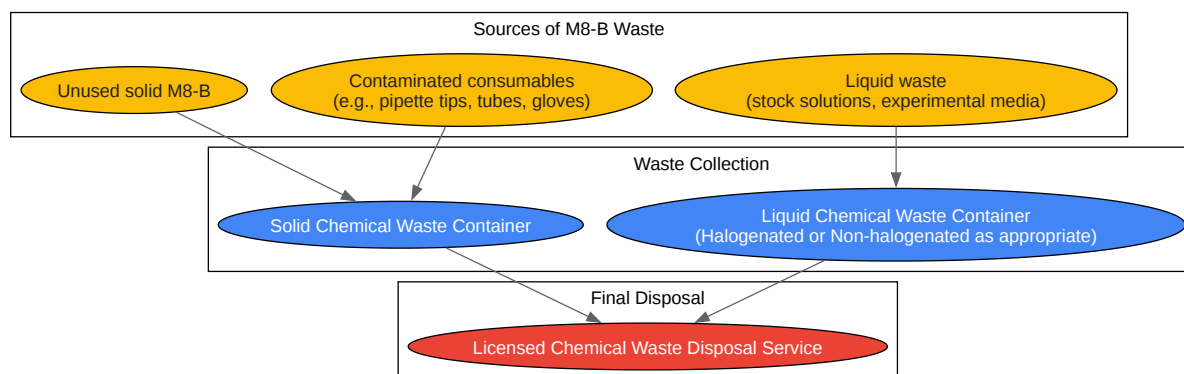 Sources of M8-B Waste
Unused solid M8-B
Contaminated consumables
(e.g., pipette tips, tubes, gloves)
Liquid waste
(stock solutions, experimental media)
Waste Collection
Solid Chemical Waste Container
Liquid Chemical Waste Container
(Halogenated or Non-halogenated as appropriate)
Final Disposal
Licensed Chemical Waste Disposal Service